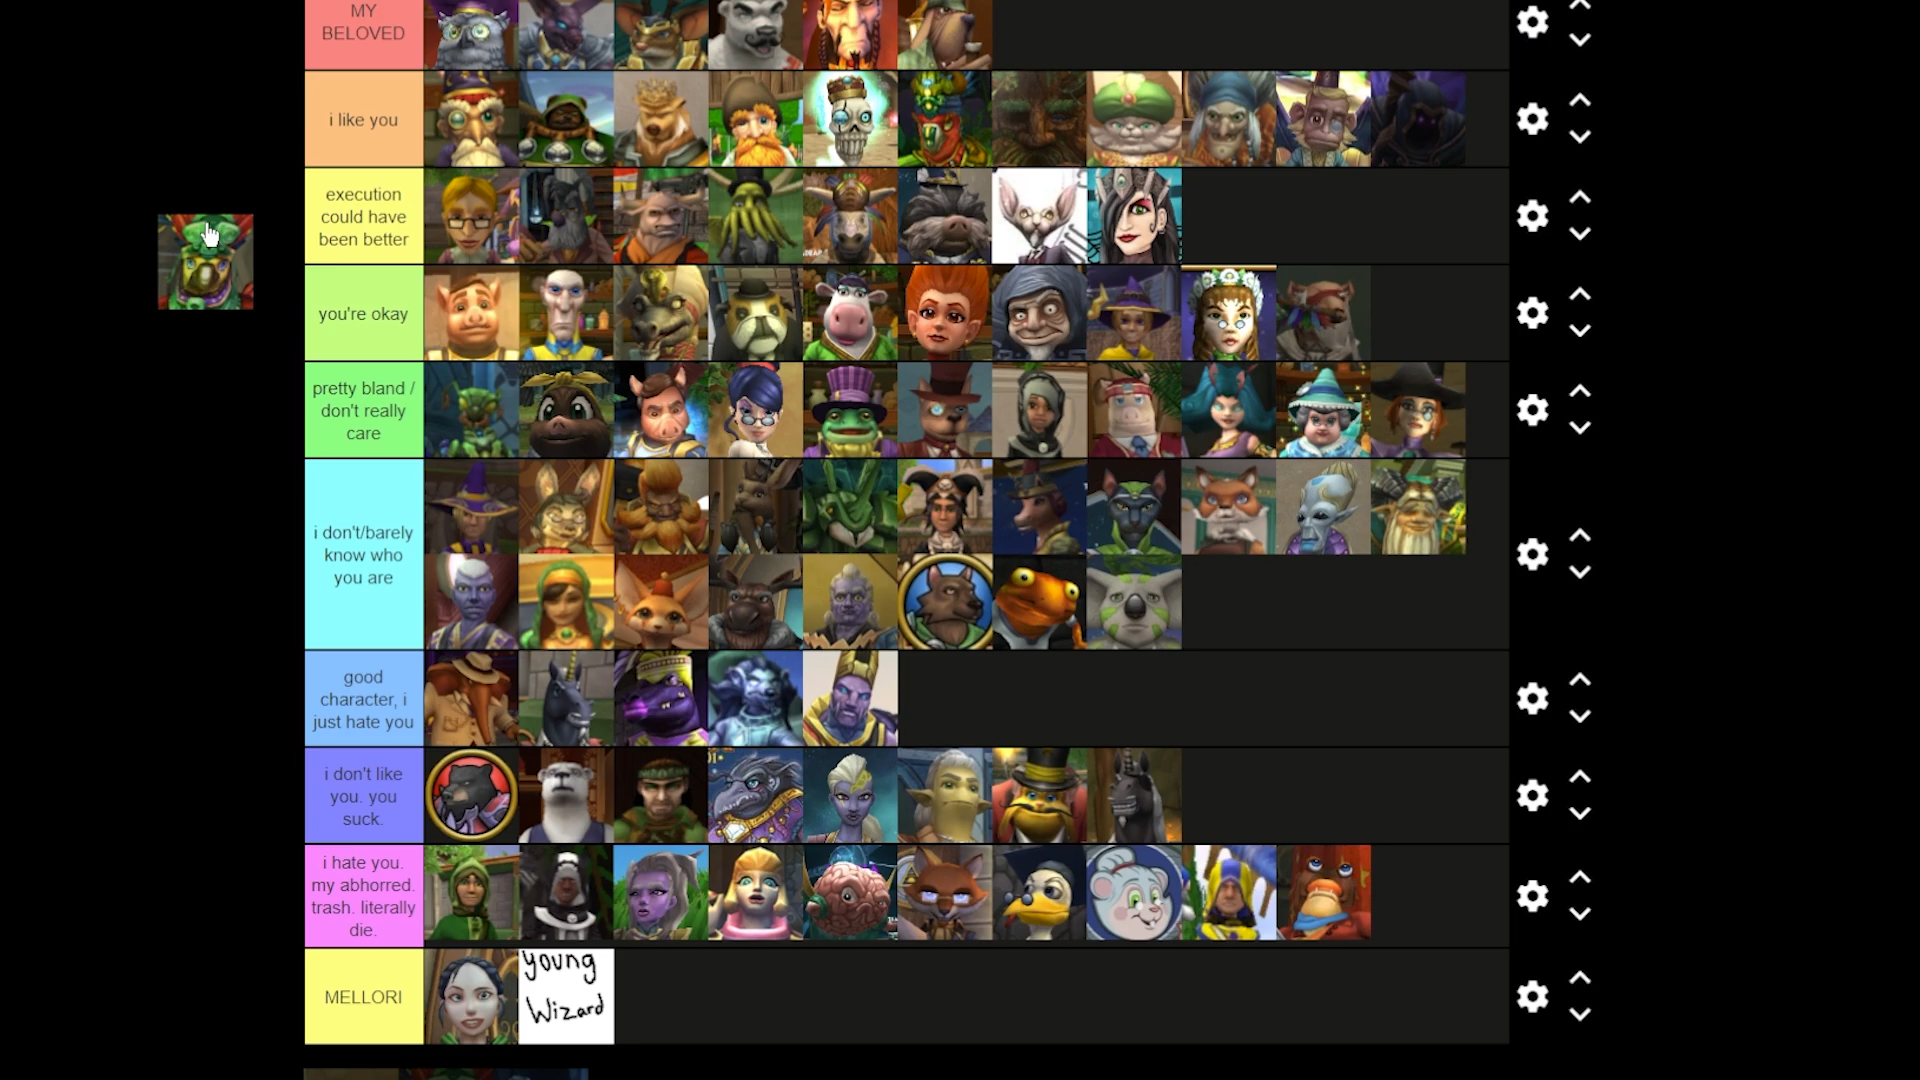 MY
BELOVED
i like you
execution
could have
been better
you're okay
pretty bland /
don't really
care
i don't/barely
know who
you are
good
character, i
just hate you
i don't like
you. you
suck.
i hate you.
my abhorred.
trash. literally
die.
MELLORI
young
Wizard